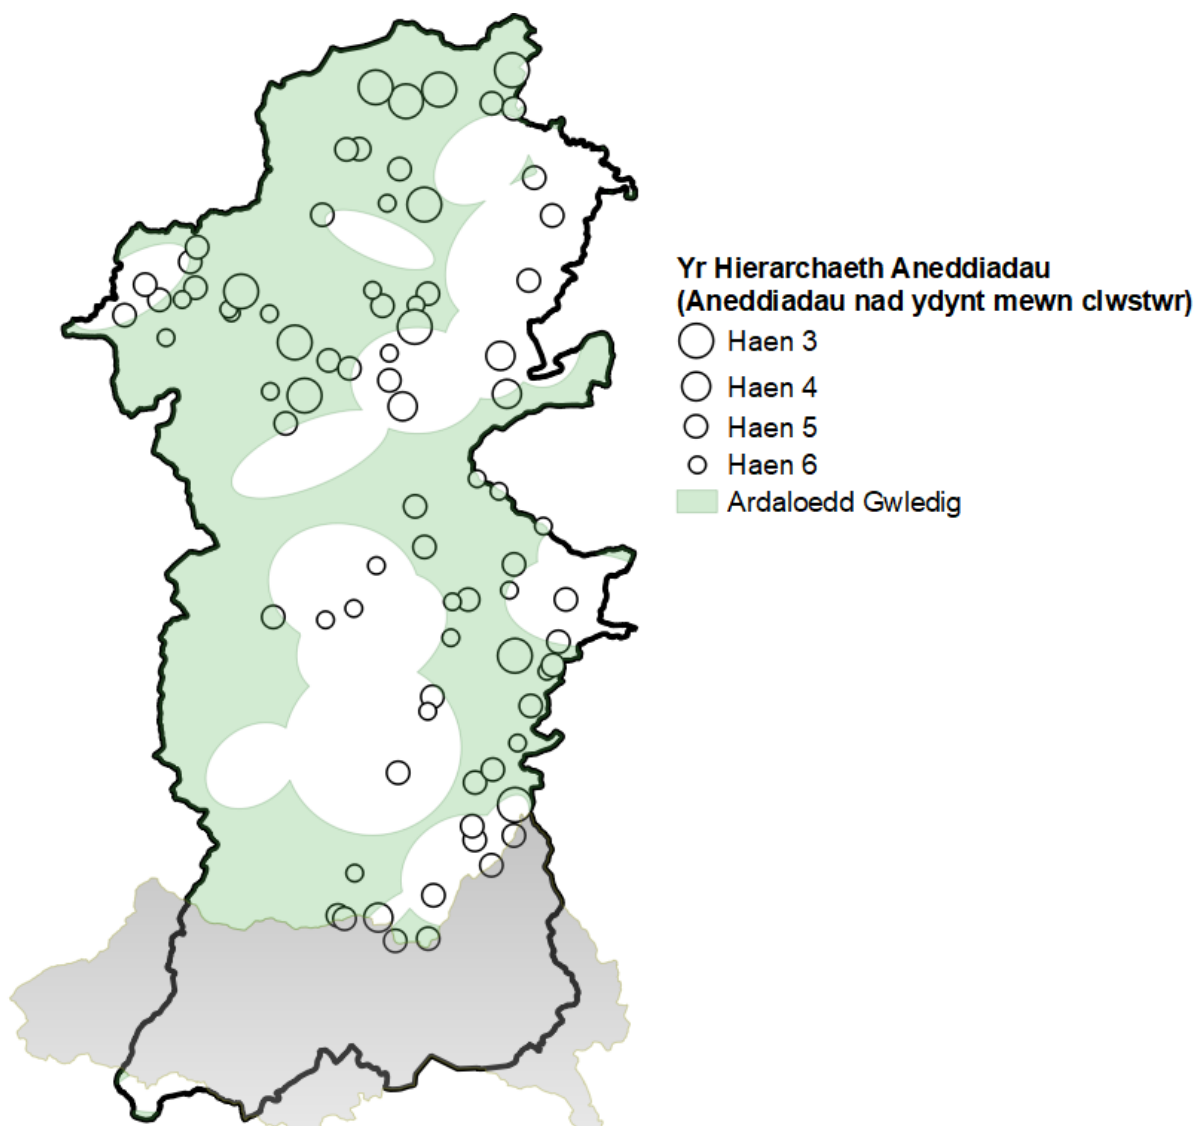 Yr Hierarchaeth Aneddiadau
(Aneddiadau nad ydynt mewn clwstwr)
Haen 3
Haen 4
Haen 5
Haen 6
Ardaloedd Gwledig